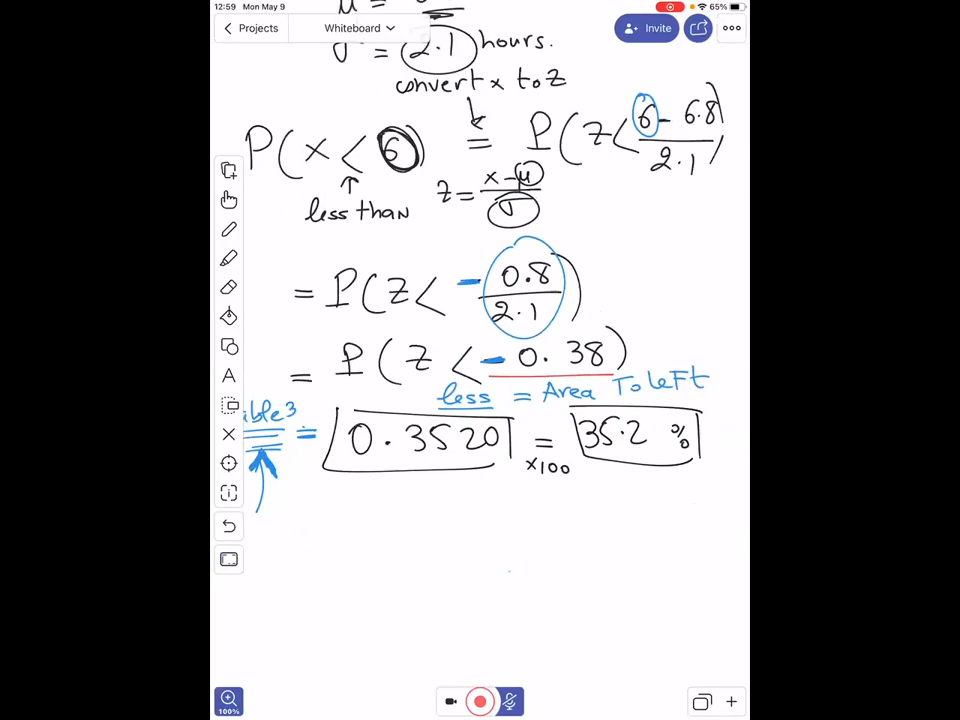 12:59 Mon May 9
65%
Projects
Whiteboard
Invite
μ =
σ = 2.1 hours.
convert x to z
P(x < 6) = P(z < 6 - 6.8 / 2.1)
less than
z = x - μ / σ
= P(z < - 0.8 / 2.1)
= P(z < - 0.38)
less = Area To leFt
0.3520 = 35.2 %
x100
A
100%